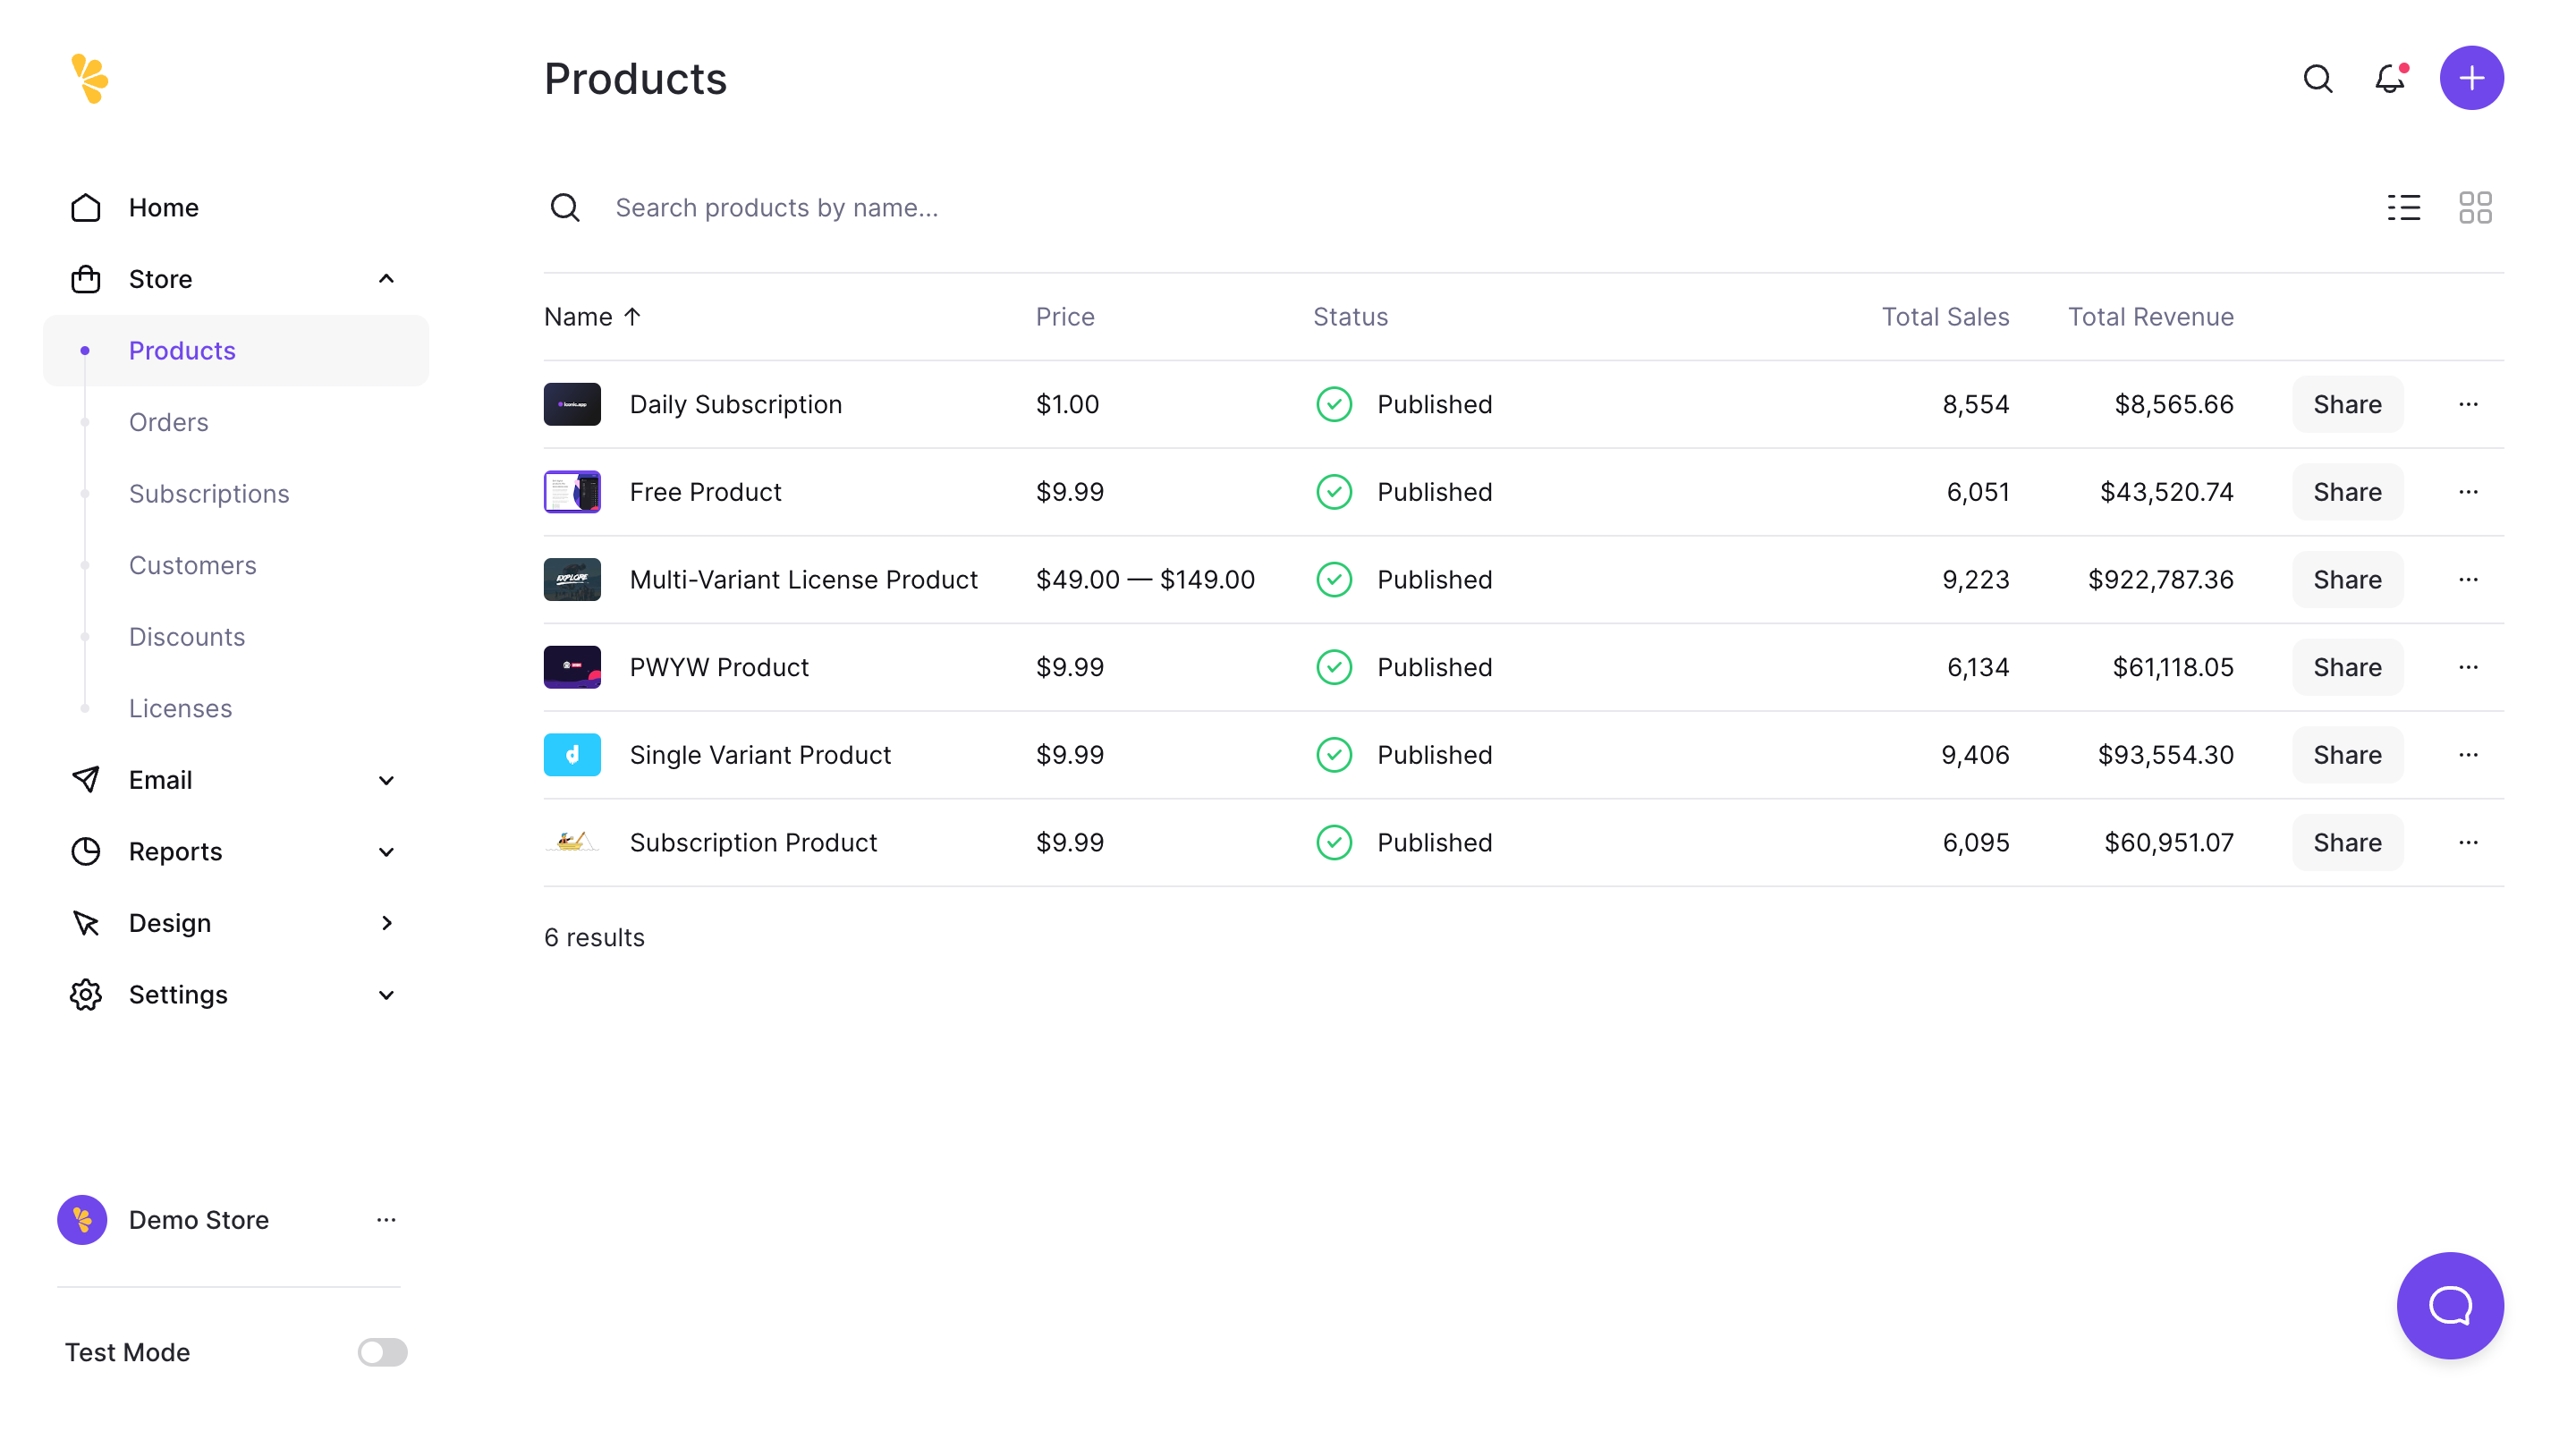 Products
Home
Store
Products
Orders
Subscriptions
Customers
Discounts
Licenses
Email
Reports
Design
Settings
Demo Store
Test Mode
Search products by name...
Name ↑ Price Status Total Sales Total Revenue
Daily Subscription $1.00 Published 8,554 $8,565.66 Share
Free Product $9.99 Published 6,051 $43,520.74 Share
EXPLORE Multi-Variant License Product $49.00 — $149.00 Published 9,223 $922,787.36 Share
PWYW Product $9.99 Published 6,134 $61,118.05 Share
Single Variant Product $9.99 Published 9,406 $93,554.30 Share
Subscription Product $9.99 Published 6,095 $60,951.07 Share
6 results